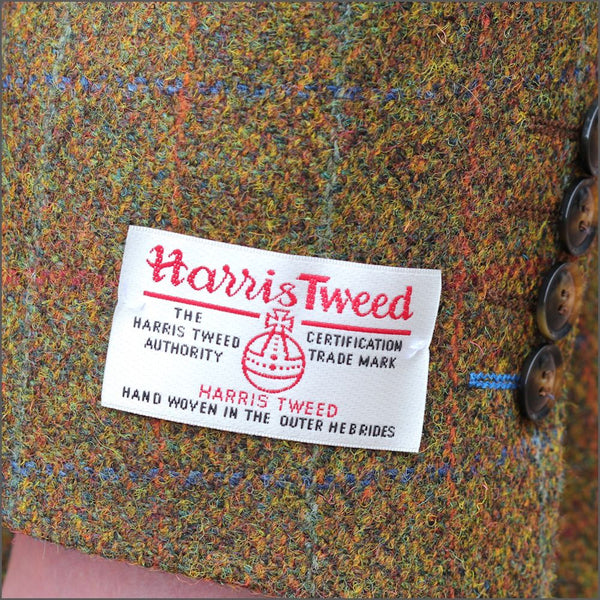 Harris Tweed
THE HARRIS TWEED AUTHORITY
CERTIFICATION TRADE MARK
HARRIS TWEED
HAND WOVEN IN THE OUTER HEBRIDES